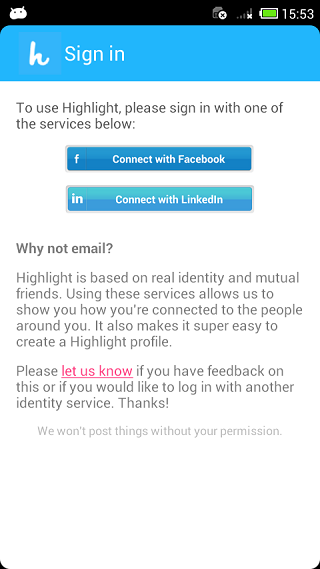 15:53
h Sign in
To use Highlight, please sign in with one of
the services below:
f Connect with Facebook
in Connect with LinkedIn
Why not email?
Highlight is based on real identity and mutual
friends. Using these services allows us to
show you how you're connected to the people
around you. It also makes it super easy to
create a Highlight profile.
Please let us know if you have feedback on
this or if you would like to log in with another
identity service. Thanks!
We won't post things without your permission.